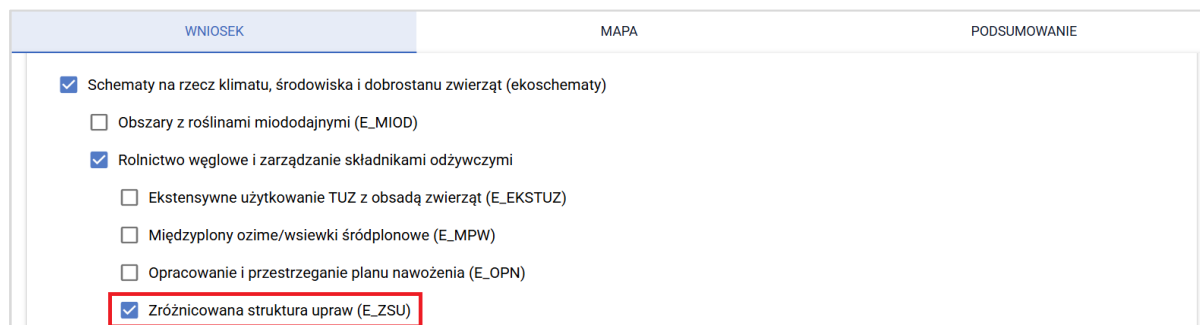 WNIOSEK MAPA PODSUMOWANIE
Schematy na rzecz klimatu, środowiska i dobrostanu zwierząt (ekoschematy)
Obszary z roślinami miododajnymi (E_MIOD)
Rolnictwo węglowe i zarządzanie składnikami odżywczymi
Ekstensywne użytkowanie TUZ z obsadą zwierząt (E_EKSTUZ)
Międzyplony ozime/wsiewki śródplonowe (E_MPW)
Opracowanie i przestrzeganie planu nawożenia (E_OPN)
Zróżnicowana struktura upraw (E_ZSU)